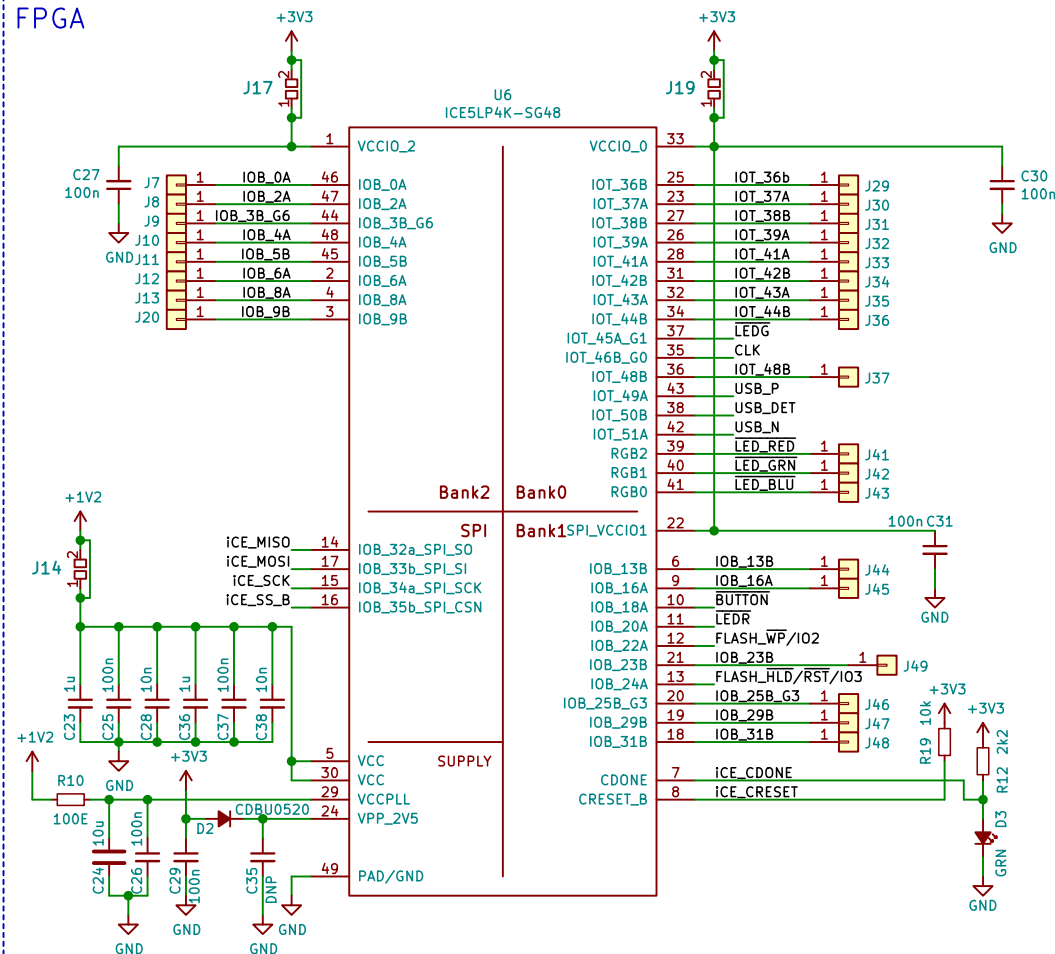 FPGA
+3V3
+3V3
J17
2
1
J19
2
1
U6
ICE5LP4K-SG48
1
VCCIO_2
VCCIO_0
33
C27
100n
GND
C30
100n
GND
J7 1 IOB_0A 46 IOB_0A
J8 1 IOB_2A 47 IOB_2A
J9 1 IOB_3B_G6 44 IOB_3B_G6
J10 1 IOB_4A 48 IOB_4A
J11 1 IOB_5B 45 IOB_5B
J12 1 IOB_6A 2 IOB_6A
J13 1 IOB_8A 4 IOB_8A
J20 1 IOB_9B 3 IOB_9B
IOT_36B 25 IOT_36b 1 J29
IOT_37A 23 IOT_37A 1 J30
IOT_38B 27 IOT_38B 1 J31
IOT_39A 26 IOT_39A 1 J32
IOT_41A 28 IOT_41A 1 J33
IOT_42B 31 IOT_42B 1 J34
IOT_43A 32 IOT_43A 1 J35
IOT_44B 34 IOT_44B 1 J36
IOT_45A_G1 37 LEDG
IOT_46B_G0 35 CLK
IOT_48B 36 IOT_48B 1 J37
IOT_49A 43 USB_P
IOT_50B 38 USB_DET
IOT_51A 42 USB_N
RGB2 39 LED_RED 1 J41
RGB1 40 LED_GRN 1 J42
RGB0 41 LED_BLU 1 J43
Bank2
Bank0
SPI
Bank1
SPI_VCCIO1 22
100n C31
GND
+1V2
J14
2
1
iCE_MISO 14 IOB_32a_SPI_SO
iCE_MOSI 17 IOB_33b_SPI_SI
iCE_SCK 15 IOB_34a_SPI_SCK
iCE_SS_B 16 IOB_35b_SPI_CSN
IOB_13B 6 IOB_13B 1 J44
IOB_16A 9 IOB_16A 1 J45
IOB_18A 10 BUTTON
IOB_20A 11 LEDR
IOB_22A 12 FLASH_WP/IO2
IOB_23B 21 IOB_23B 1 J49
IOB_24A 13 FLASH_HLD/RST/IO3
IOB_25B_G3 20 IOB_25B_G3 1 J46
IOB_29B 19 IOB_29B 1 J47
IOB_31B 18 IOB_31B 1 J48
C23 1u
C25 100n
C28 10n
C36 1u
C37 100n
C38 10n
GND
SUPPLY
5 VCC
30 VCC
29 VCCPLL
24 VPP_2V5
49 PAD/GND
CDONE 7 iCE_CDONE
CRESET_B 8 iCE_CRESET
+3V3
R19 10k
+3V3
R12 2k2
D3
GRN
GND
+1V2
R10
100E
+3V3
D2
CDBU0520
C24 10u
C26 100n
C29 100n
C35 DNP
GND
GND
GND
GND